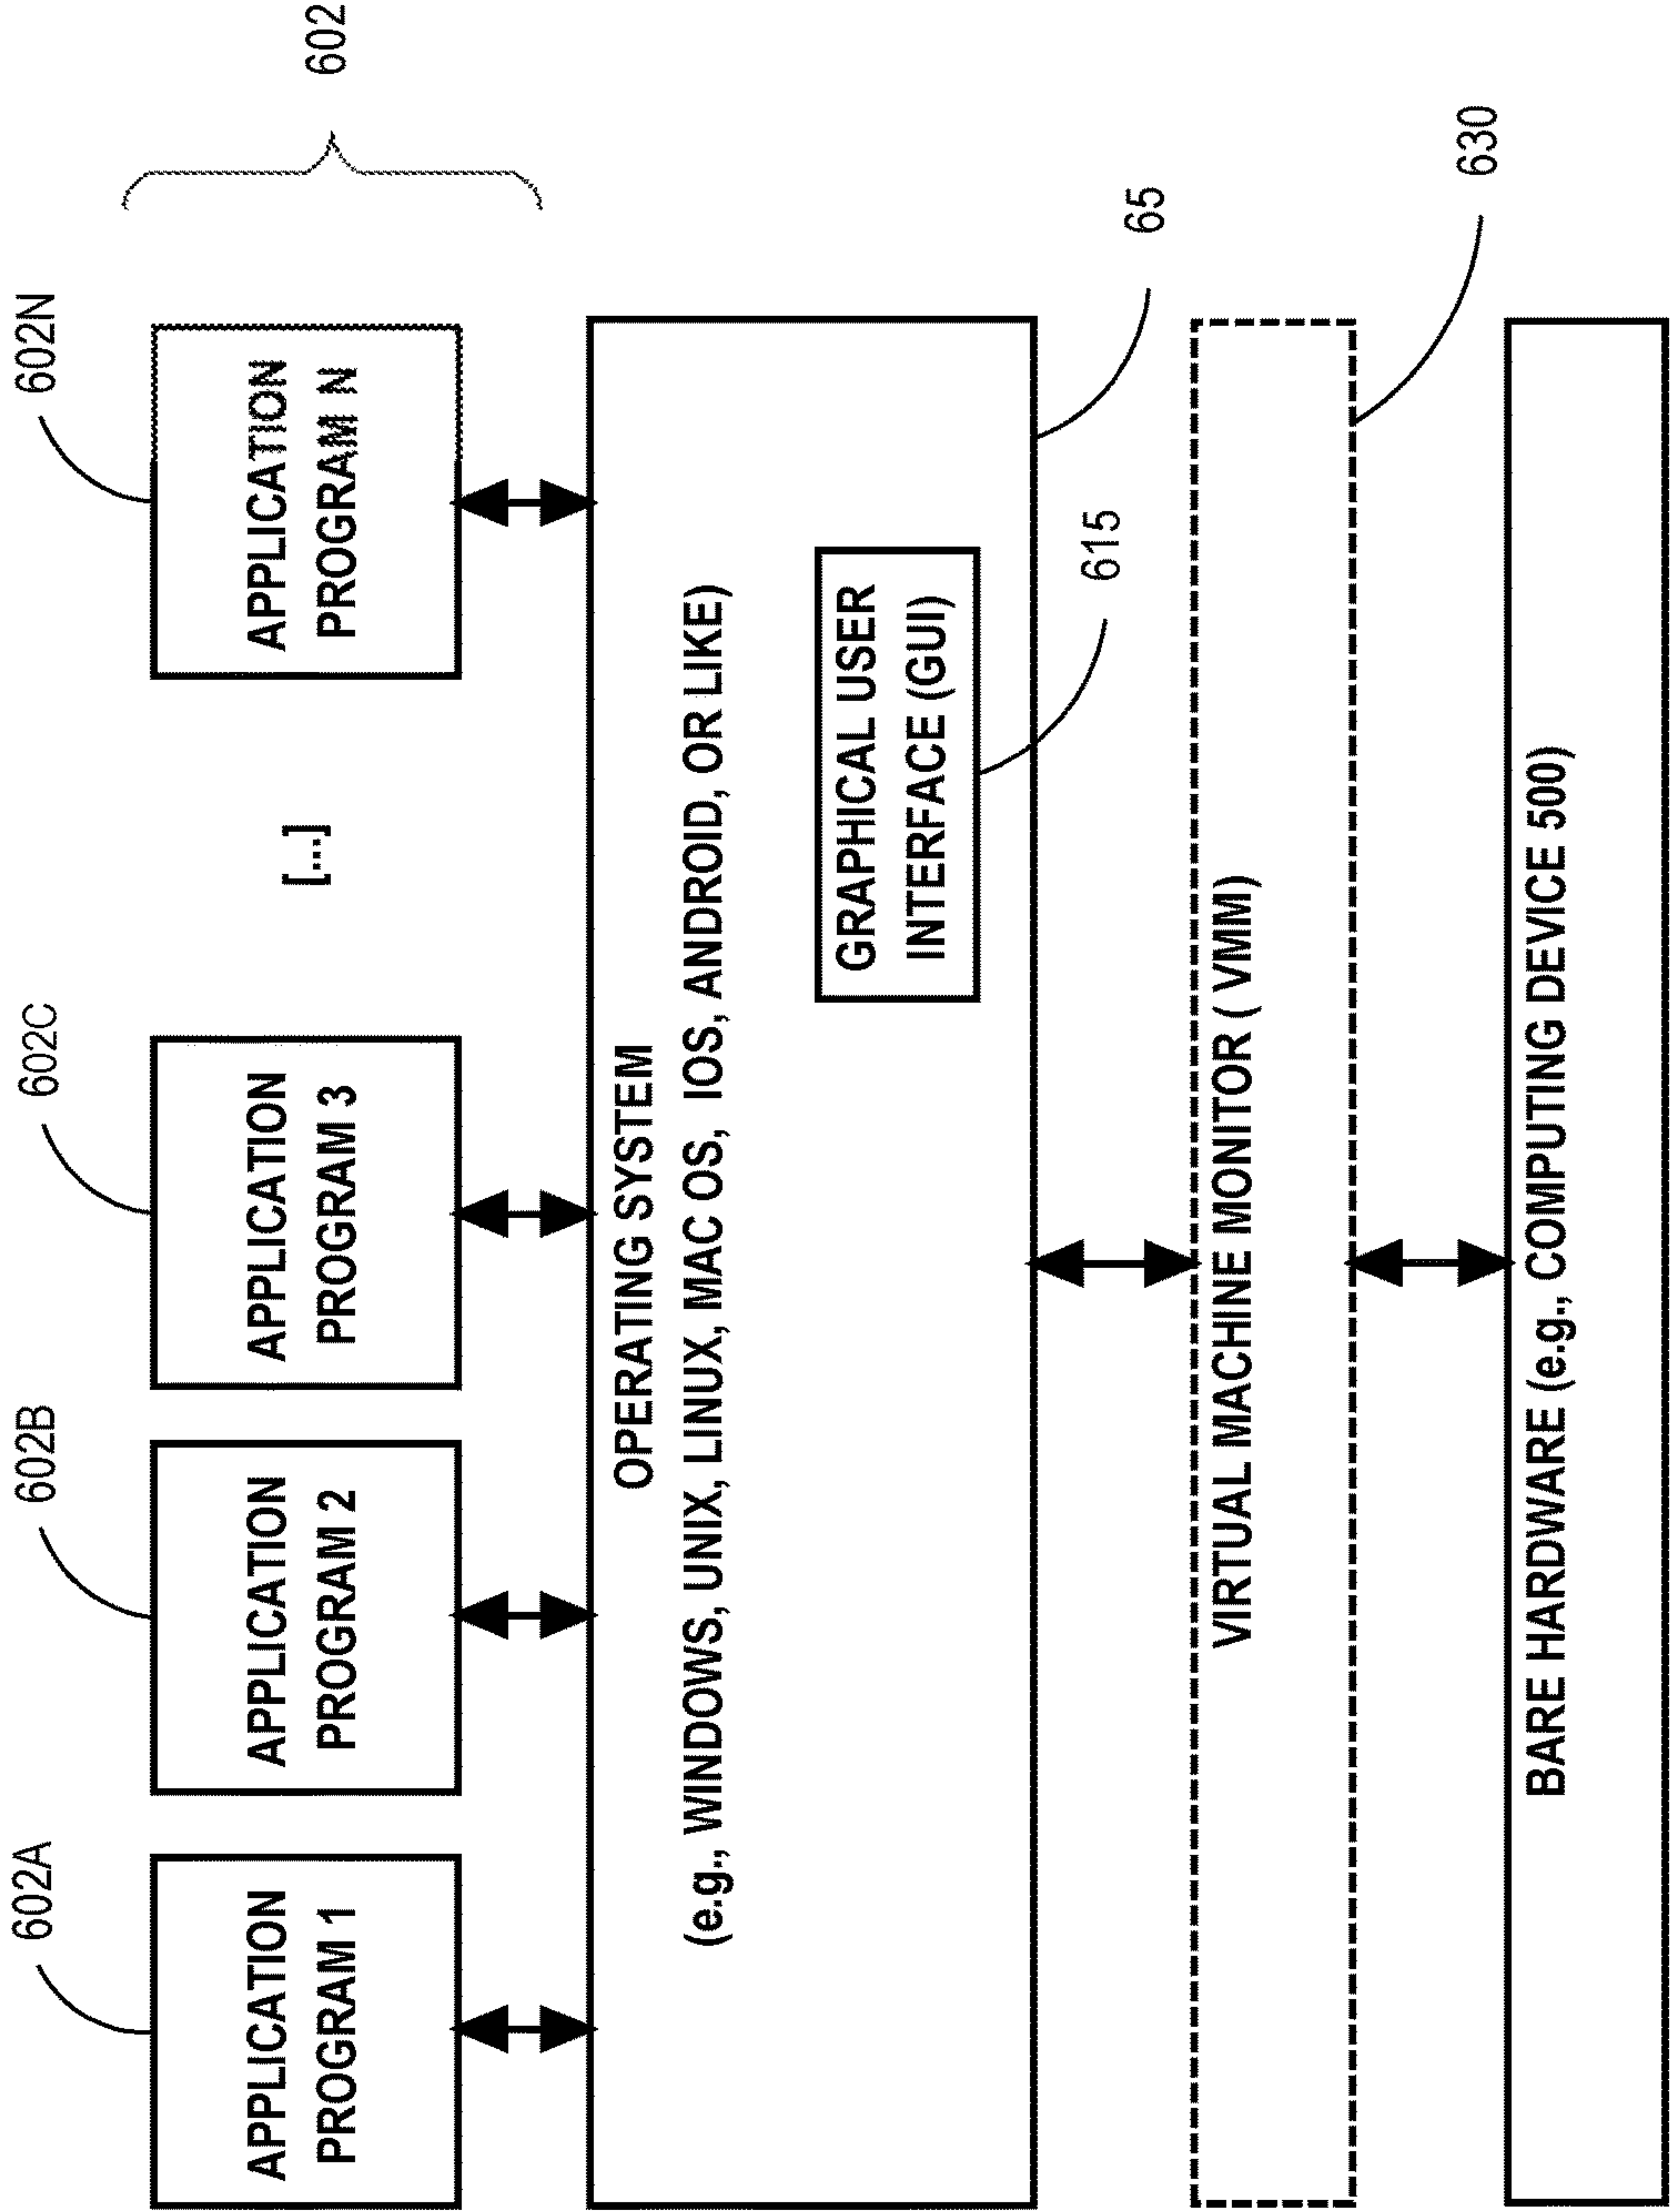 602
602A
602B
602C
602N
APPLICATION
PROGRAM 1
APPLICATION
PROGRAM 2
APPLICATION
PROGRAM 3
[...]
APPLICATION
PROGRAM N
OPERATING SYSTEM
(e.g., WINDOWS, UNIX, LINUX, MAC OS, IOS, ANDROID, OR LIKE)
GRAPHICAL USER
INTERFACE (GUI)
615
65
VIRTUAL MACHINE MONITOR ( VMM)
630
BARE HARDWARE (e.g., COMPUTING DEVICE 500)